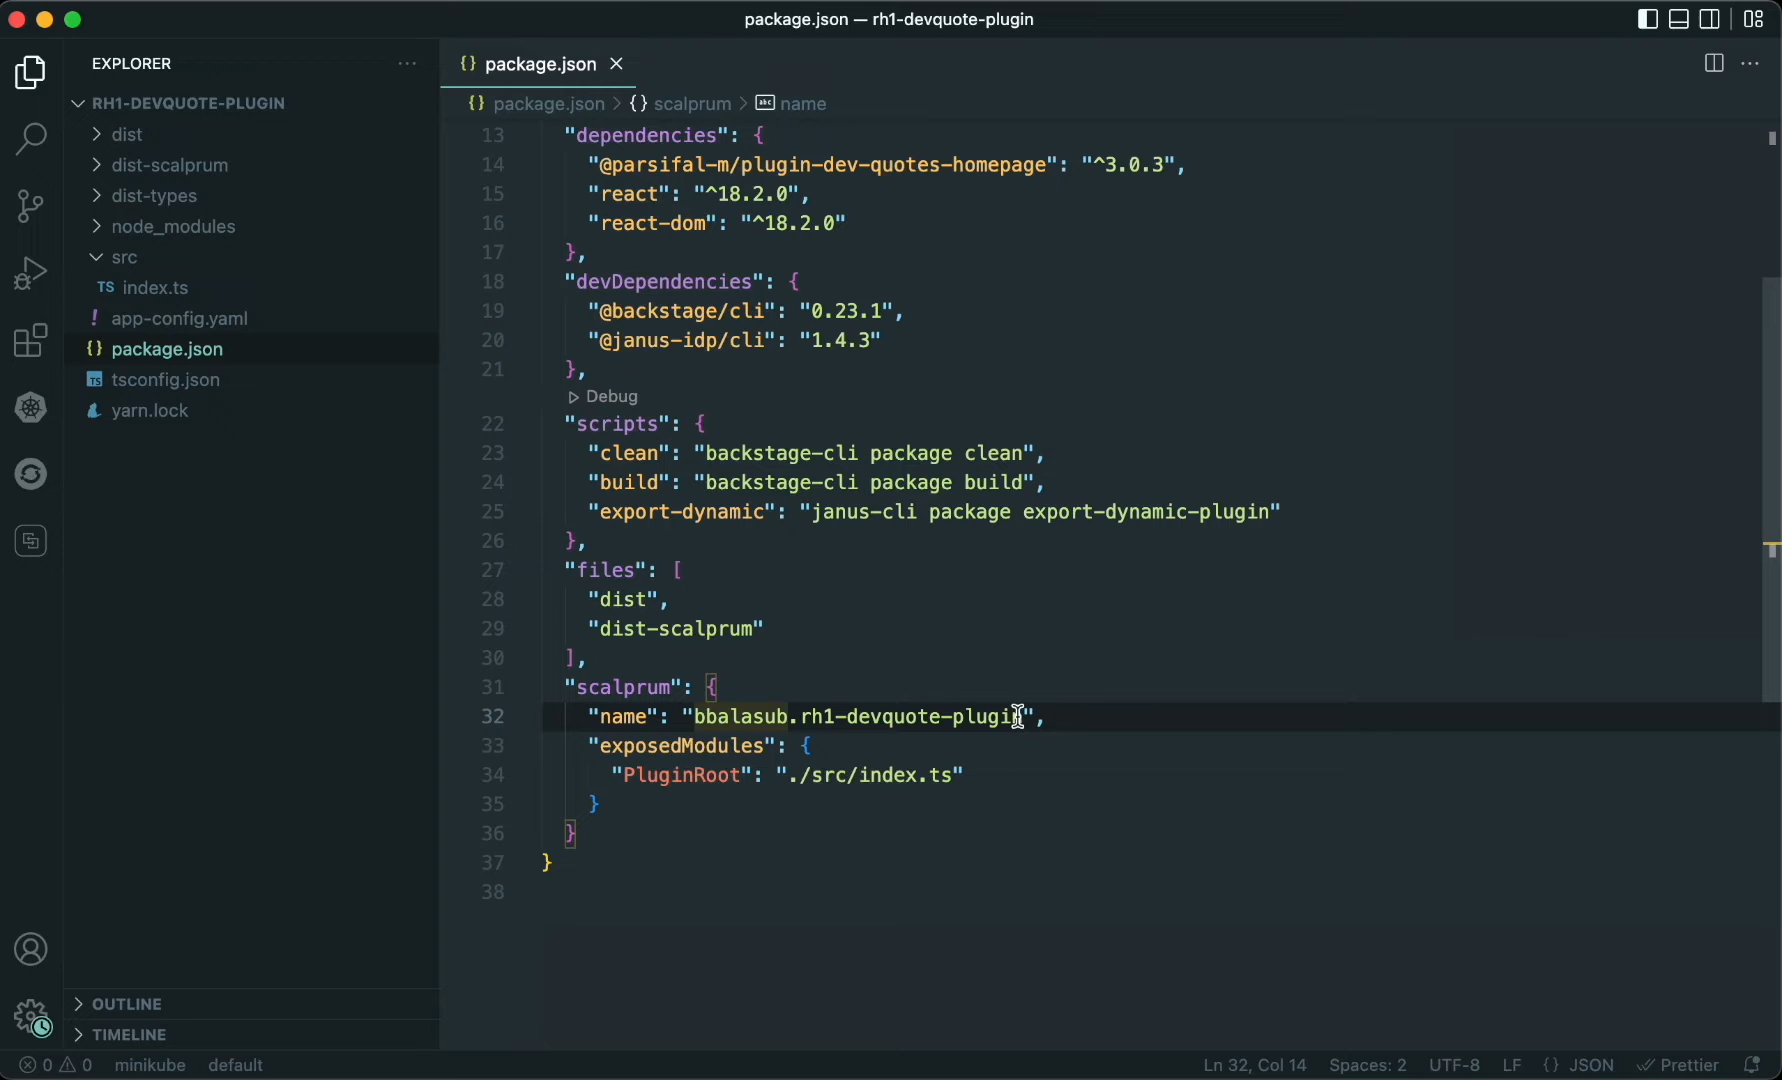 package.json — rh1-devquote-plugin
EXPLORER
RH1-DEVQUOTE-PLUGIN
dist
dist-scalprum
dist-types
node_modules
src
TS index.ts
! app-config.yaml
{} package.json
TS tsconfig.json
yarn.lock
OUTLINE
TIMELINE
{} package.json
{} package.json > {} scalprum > abc name
13 "dependencies": {
14 "@parsifal-m/plugin-dev-quotes-homepage": "^3.0.3",
15 "react": "^18.2.0",
16 "react-dom": "^18.2.0"
17 },
18 "devDependencies": {
19 "@backstage/cli": "0.23.1",
20 "@janus-idp/cli": "1.4.3"
21 },
Debug
22 "scripts": {
23 "clean": "backstage-cli package clean",
24 "build": "backstage-cli package build",
25 "export-dynamic": "janus-cli package export-dynamic-plugin"
26 },
27 "files": [
28 "dist",
29 "dist-scalprum"
30 ],
31 "scalprum": {
32 "name": "bbalasub.rh1-devquote-plugin",
33 "exposedModules": {
34 "PluginRoot": "./src/index.ts"
35 }
36 }
37 }
38
0 0 minikube default
Ln 32, Col 14 Spaces: 2 UTF-8 LF {} JSON Prettier